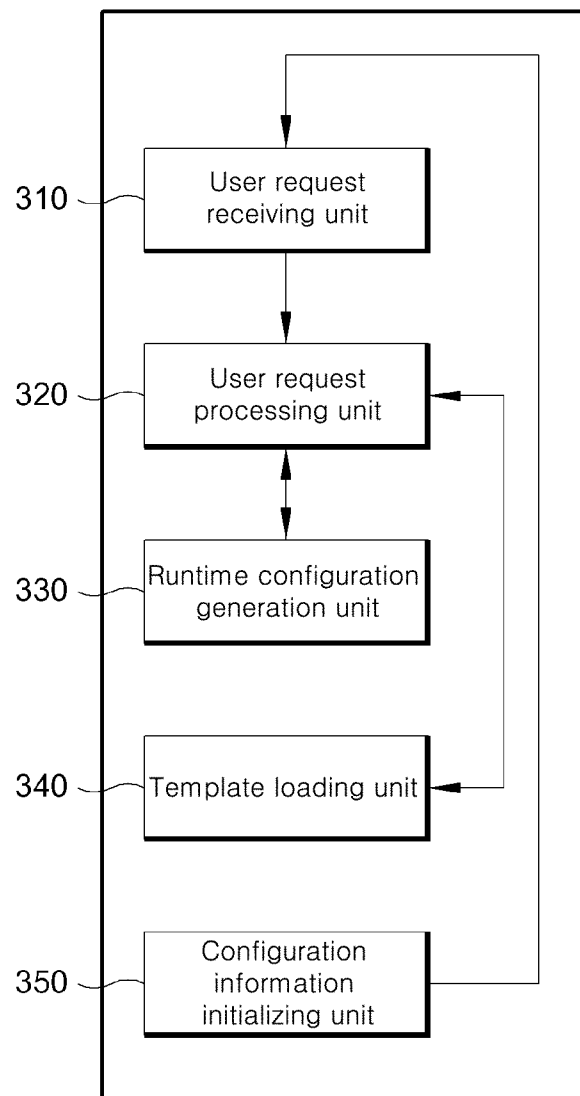 310
User request
receiving unit
320
User request
processing unit
330
Runtime configuration
generation unit
340
Template loading unit
350
Configuration
information
initializing unit